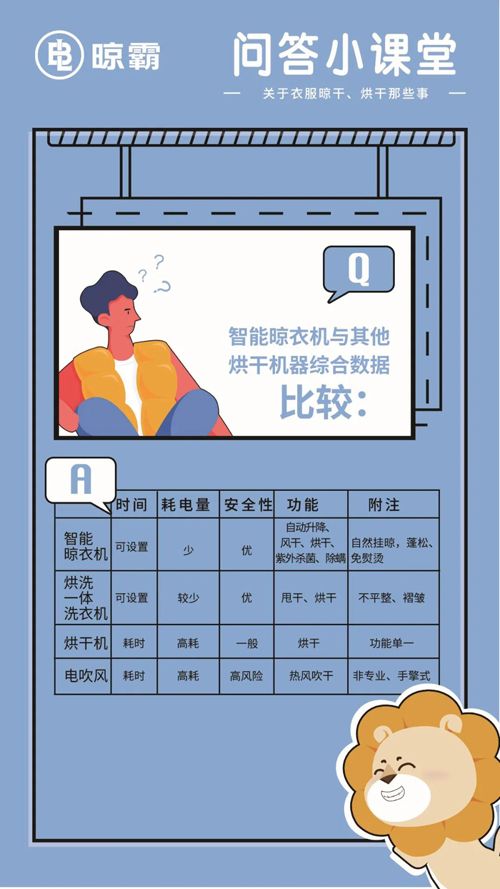 晾霸
问答小课堂
关于衣服晾干、烘干那些事
Q
智能晾衣机与其他
烘干机器综合数据
比较：
A
时间 耗电量 安全性 功能 附注
智能
晾衣机
可设置 少 优
自动升降、
风干、烘干、
紫外杀菌、除螨
自然挂晾，蓬松、
免熨烫
烘洗
一体
洗衣机
可设置 较少 优 甩干、烘干 不平整、褶皱
烘干机 耗时 高耗 一般 烘干 功能单一
电吹风 耗时 高耗 高风险 热风吹干 非专业、手擎式